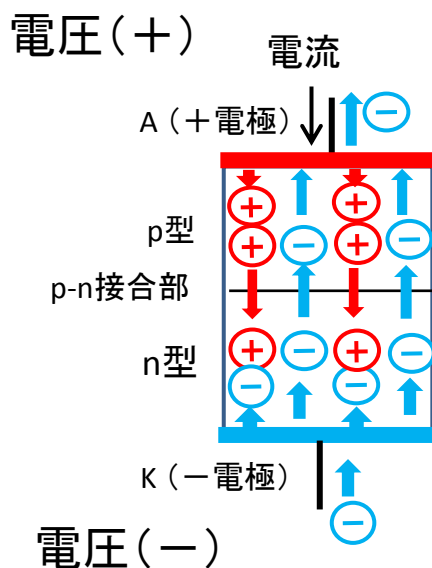 電圧(+)
電流
A(+電極)
p型
p-n接合部
n型
K(-電極)
電圧(-)